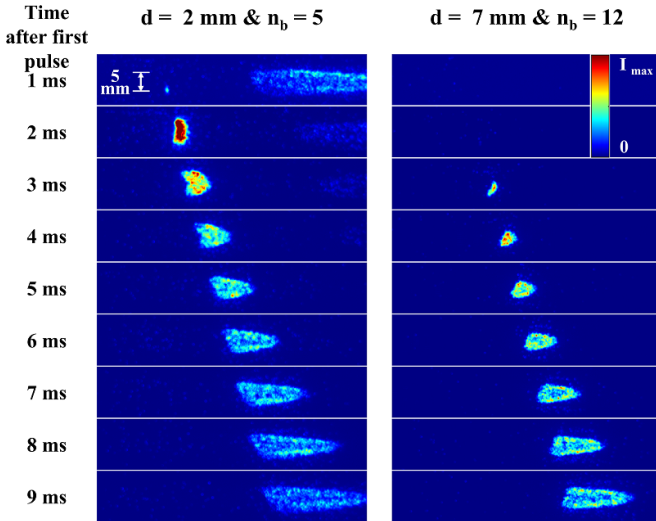 Time
after first
pulse
d = 2 mm & n_b = 5
d = 7 mm & n_b = 12
1 ms
5
mm
I max
0
2 ms
3 ms
4 ms
5 ms
6 ms
7 ms
8 ms
9 ms